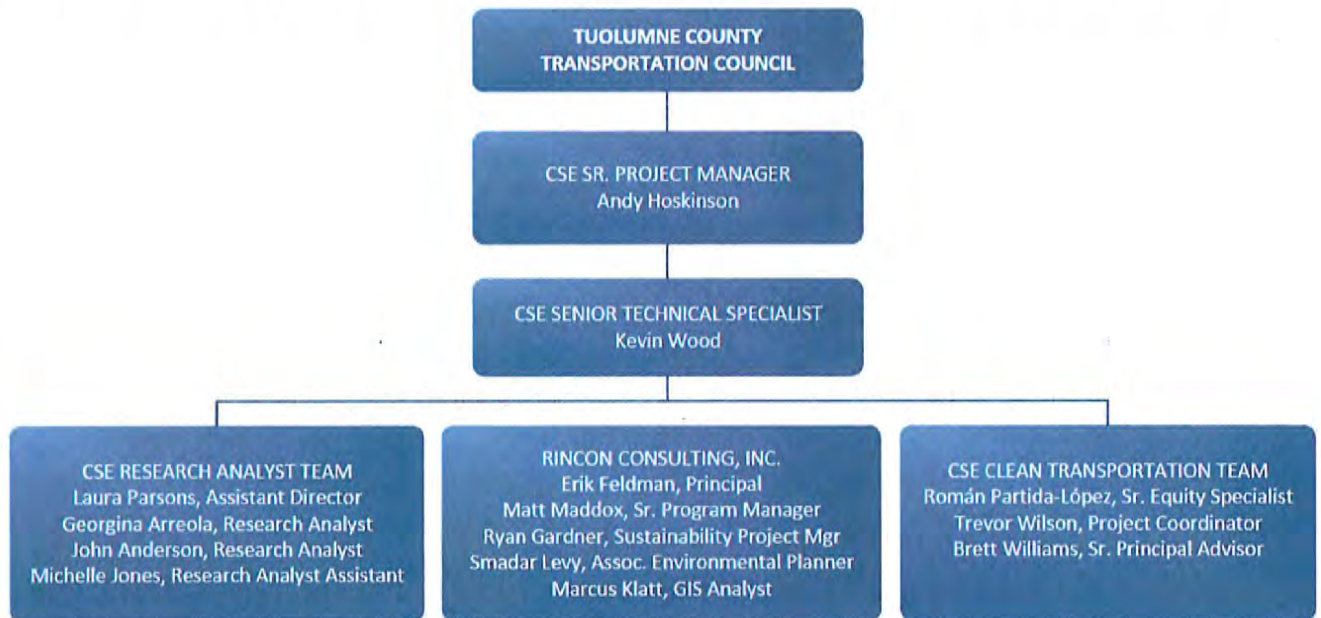 TUOLUMNE COUNTY
TRANSPORTATION COUNCIL
CSE SR. PROJECT MANAGER
Andy Hoskinson
CSE SENIOR TECHNICAL SPECIALIST
Kevin Wood
CSE RESEARCH ANALYST TEAM
Laura Parsons, Assistant Director
Georgina Arreola, Research Analyst
John Anderson, Research Analyst
Michelle Jones, Research Analyst Assistant
RINCON CONSULTING, INC.
Erik Feldman, Principal
Matt Maddox, Sr. Program Manager
Ryan Gardner, Sustainability Project Mgr
Smadar Levy, Assoc. Environmental Planner
Marcus Klatt, GIS Analyst
CSE CLEAN TRANSPORTATION TEAM
Román Partida-López, Sr. Equity Specialist
Trevor Wilson, Project Coordinator
Brett Williams, Sr. Principal Advisor